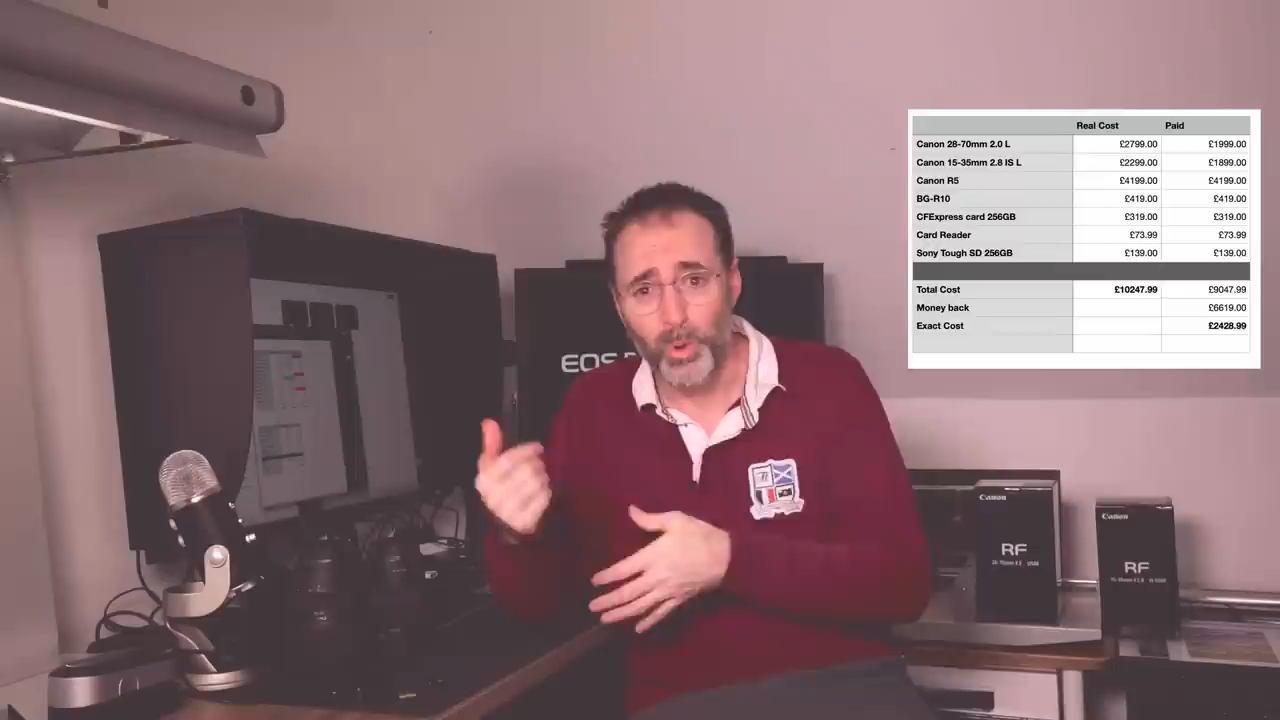 Real Cost Paid
Canon 28-70mm 2.0 L £2799.00 £1999.00
Canon 15-35mm 2.8 IS L £2299.00 £1899.00
Canon R5 £4199.00 £4199.00
BG-R10 £419.00 £419.00
CFExpress card 256GB £319.00 £319.00
Card Reader £73.99 £73.99
Sony Tough SD 256GB £139.00 £139.00
Total Cost £10247.99 £9047.99
Money back £6619.00
Exact Cost £2428.99
EOS
Canon
RF
Canon
RF